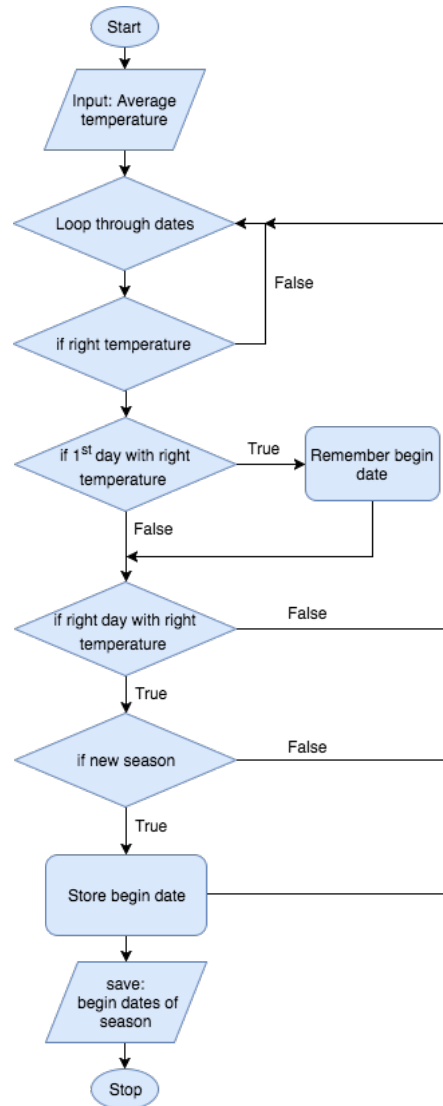 Start
Input: Average
temperature
Loop through dates
False
if right temperature
if 1st day with right
temperature
True
Remember begin
date
False
if right day with right
temperature
False
True
if new season
False
True
Store begin date
save:
begin dates of
season
Stop